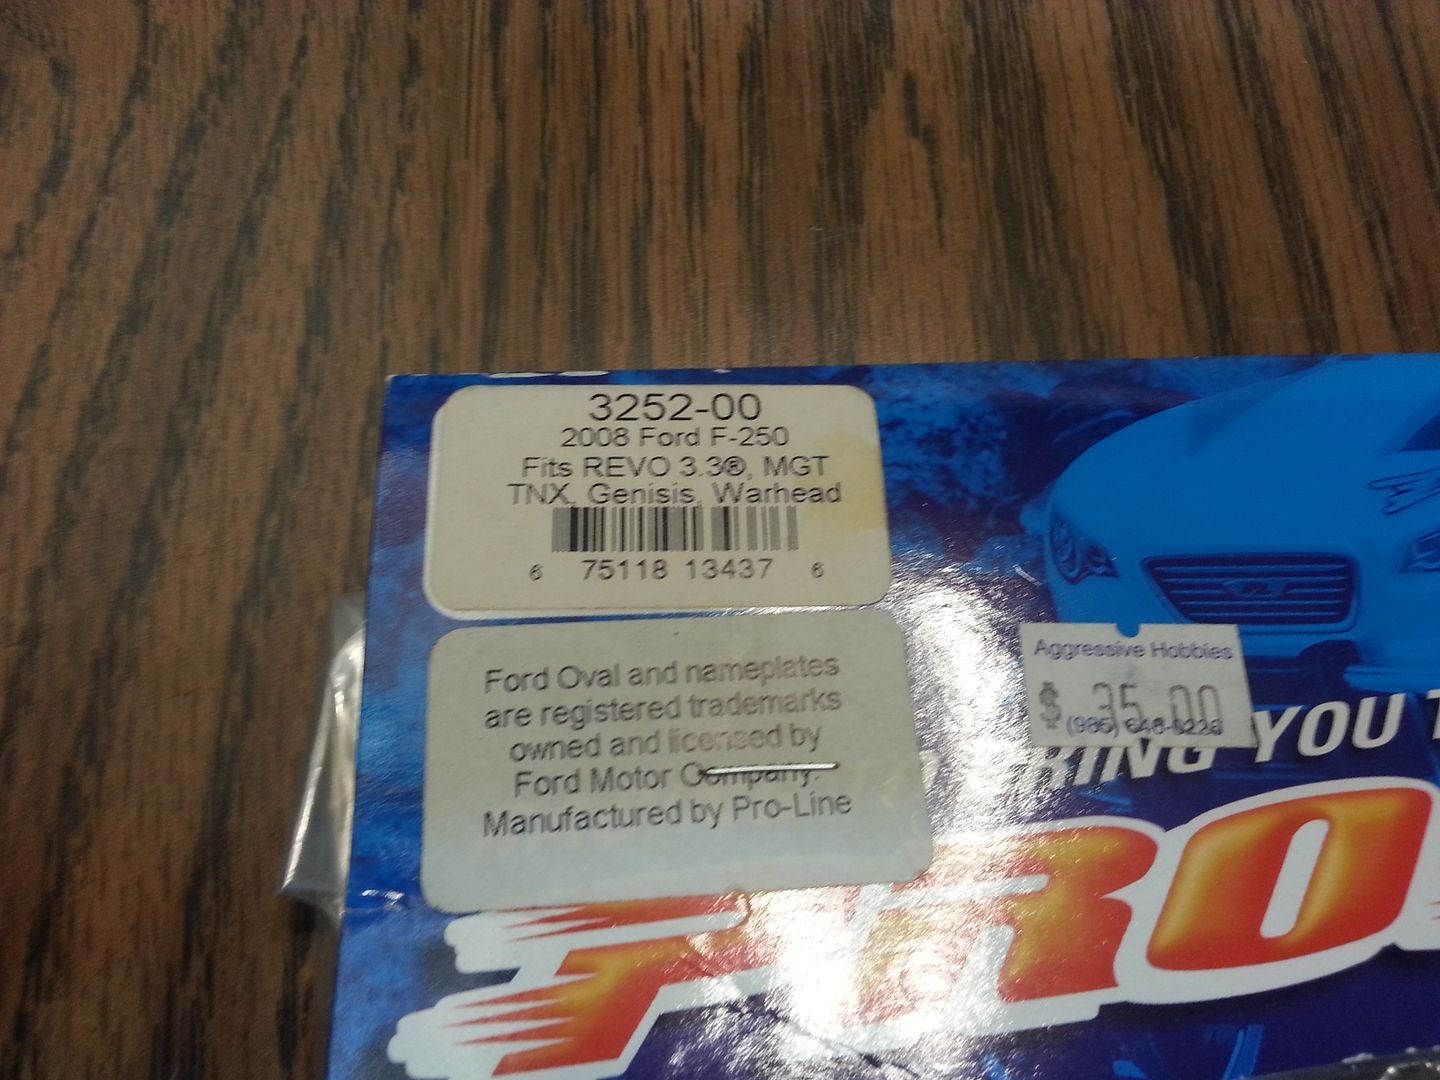 3252-00
2008 Ford F-250
Fits REVO 3.3®, MGT
TNX, Genisis, Warhead
6 75118 13437 6
Ford Oval and nameplates
are registered trademarks
owned and licensed by
Ford Motor Company.
Manufactured by Pro-Line
Aggressive Hobbies
$ 35.00
YOU
PRO